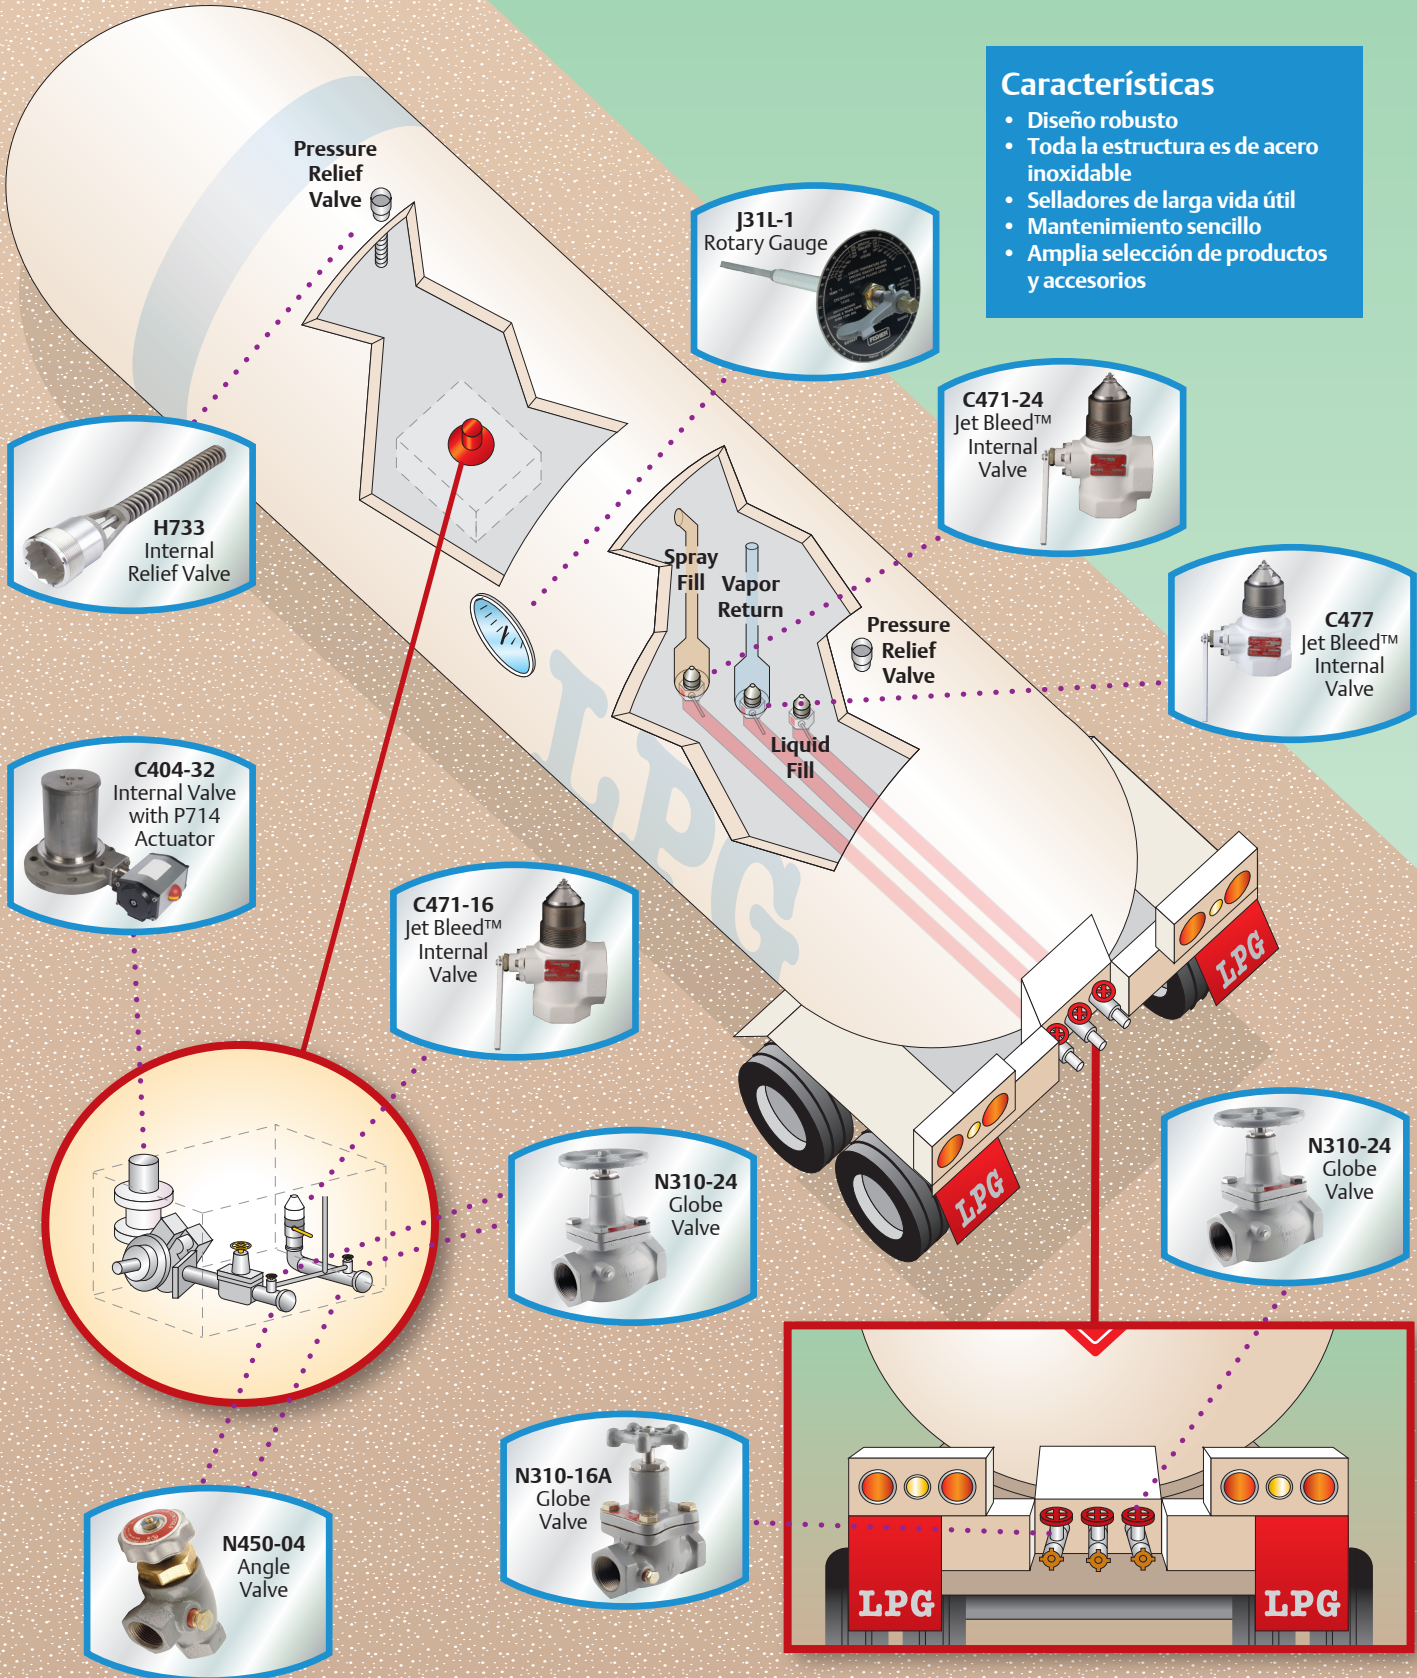 Características
• Diseño robusto
• Toda la estructura es de acero
inoxidable
• Selladores de larga vida útil
• Mantenimiento sencillo
• Amplia selección de productos
y accesorios
Pressure
Relief
Valve
J31L-1
Rotary Gauge
FISHER
C471-24
Jet Bleed™
Internal
Valve
H733
Internal
Relief Valve
Spray
Fill
Vapor
Return
Pressure
Relief
Valve
C477
Jet Bleed™
Internal
Valve
Liquid
Fill
LPG
C404-32
Internal Valve
with P714
Actuator
C471-16
Jet Bleed™
Internal
Valve
LPG
LPG
N310-24
Globe
Valve
N310-24
Globe
Valve
N310-16A
Globe
Valve
N450-04
Angle
Valve
LPG
LPG